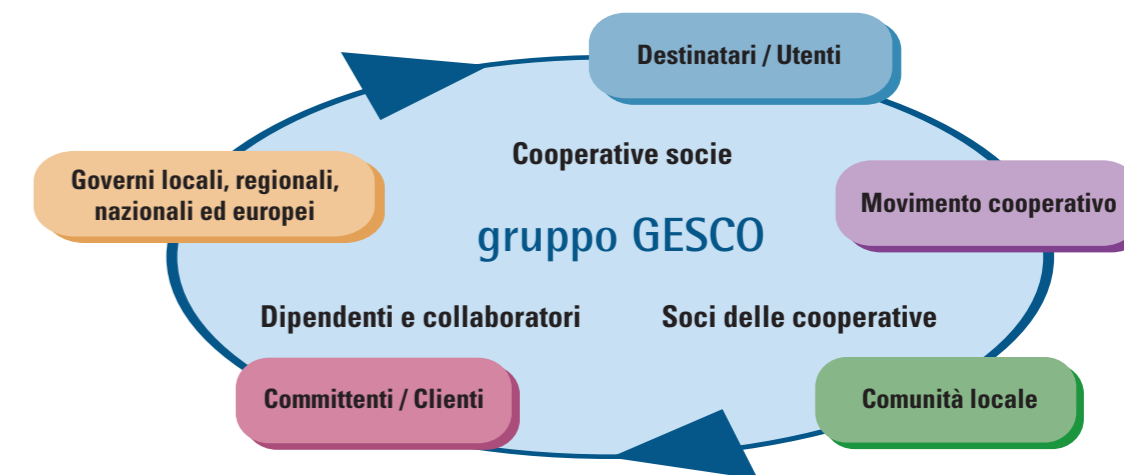 Destinatari / Utenti
Cooperative socie
Governi locali, regionali,
nazionali ed europei
Movimento cooperativo
gruppo GESCO
Dipendenti e collaboratori
Soci delle cooperative
Committenti / Clienti
Comunità locale